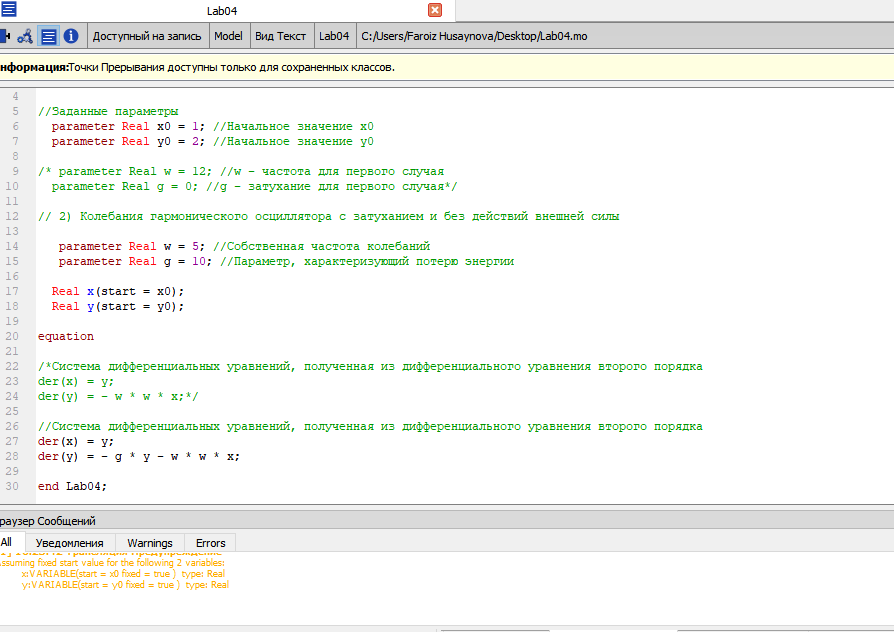 Lab04
Доступный на запись Model Вид Текст Lab04 C:/Users/Faroiz Husaynova/Desktop/Lab04.mo
нформация:Точки Прерывания доступны только для сохраненных классов.
4
5 //Заданные параметры
6 parameter Real x0 = 1; //Начальное значение x0
7 parameter Real y0 = 2; //Начальное значение y0
8
9 /* parameter Real w = 12; //w - частота для первого случая
10 parameter Real g = 0; //g - затухание для первого случая*/
11
12 // 2) Колебания гармонического осциллятора с затуханием и без действий внешней силы
13
14 parameter Real w = 5; //Собственная частота колебаний
15 parameter Real g = 10; //Параметр, характеризующий потерю энергии
16
17 Real x(start = x0);
18 Real y(start = y0);
19
20 equation
21
22 /*Система дифференциальных уравнений, полученная из дифференциального уравнения второго порядка
23 der(x) = y;
24 der(y) = - w * w * x;*/
25
26 //Система дифференциальных уравнений, полученная из дифференциального уравнения второго порядка
27 der(x) = y;
28 der(y) = - g * y - w * w * x;
29
30 end Lab04;
раузер Сообщений
All Уведомления Warnings Errors
Трансляция Предупреждение
ssuming fixed start value for the following 2 variables:
x:VARIABLE(start = x0 fixed = true ) type: Real
y:VARIABLE(start = y0 fixed = true ) type: Real